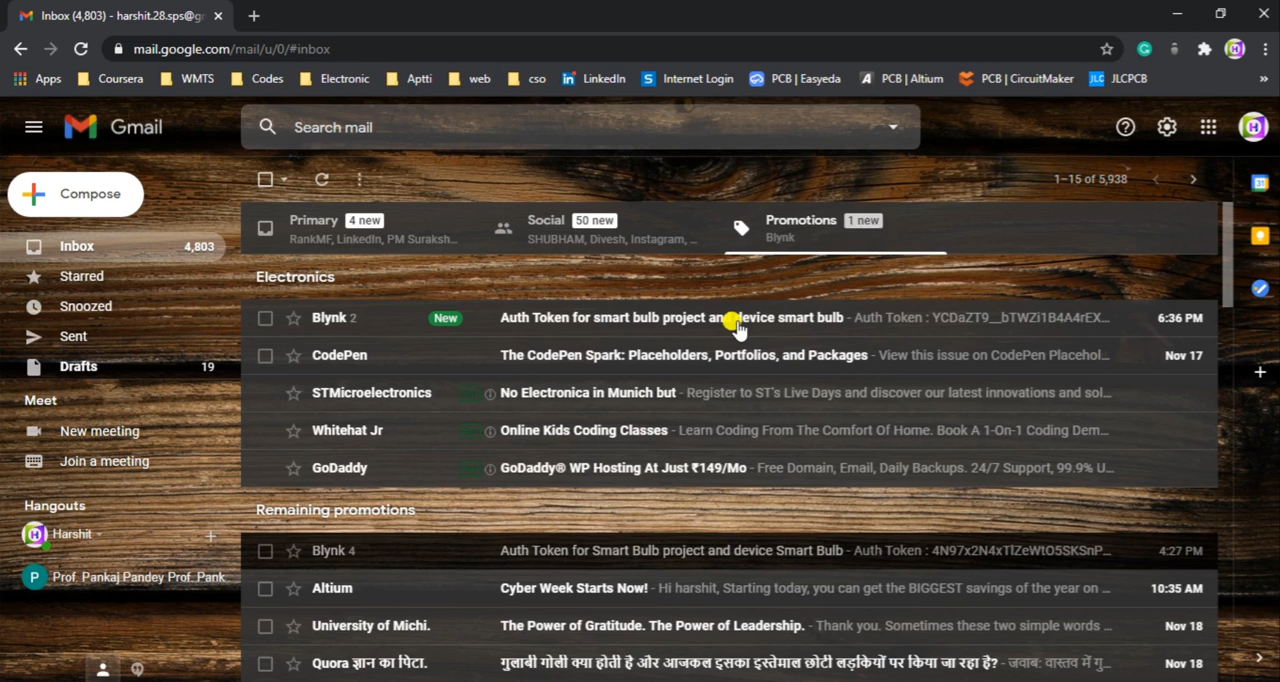 Inbox (4,803) - harshit.28.sps@g
mail.google.com/mail/u/0/#inbox
Apps Coursera WMTS Codes Electronic Aptti web cso LinkedIn Internet Login PCB | Easyeda PCB | Altium PCB | CircuitMaker JLCPCB »
Gmail Search mail
Compose
1–15 of 5,938
Primary 4 new Social 50 new Promotions 1 new
RankMF, LinkedIn, PM Suraksh... SHUBHAM, Divesh, Instagram, ... Blynk
Inbox 4,803
Starred
Snoozed
Sent
Drafts 19
Meet
New meeting
Join a meeting
Hangouts
Harshit
P Prof. Pankaj Pandey Prof. Pank
Electronics
Blynk 2 New Auth Token for smart bulb project and device smart bulb - Auth Token : YCDaZT9__bTWZi1B4A4rEX... 6:36 PM
CodePen The CodePen Spark: Placeholders, Portfolios, and Packages - View this issue on CodePen Placehol... Nov 17
STMicroelectronics No Electronica in Munich but - Register to ST's Live Days and discover our latest innovations and sol...
Whitehat Jr Online Kids Coding Classes - Learn Coding From The Comfort Of Home. Book A 1-On-1 Coding Dem...
GoDaddy GoDaddy® WP Hosting At Just ₹149/Mo - Free Domain, Email, Daily Backups. 24/7 Support, 99.9% U...
Remaining promotions
Blynk 4 Auth Token for Smart Bulb project and device Smart Bulb - Auth Token : 4N97x2N4xTlZeWtO5SKSnP... 4:27 PM
Altium Cyber Week Starts Now! - Hi harshit, Starting today, you can get the BIGGEST savings of the year on ... 10:35 AM
University of Michi. The Power of Gratitude. The Power of Leadership. - Thank you. Sometimes these two simple words ... Nov 18
Quora ज्ञान का पिटा. गुलाबी गोली क्या होती है और आजकल इसका इस्तेमाल छोटी लड़कियों पर किया जा रहा है? - जवाब: वास्तव में गु... Nov 18